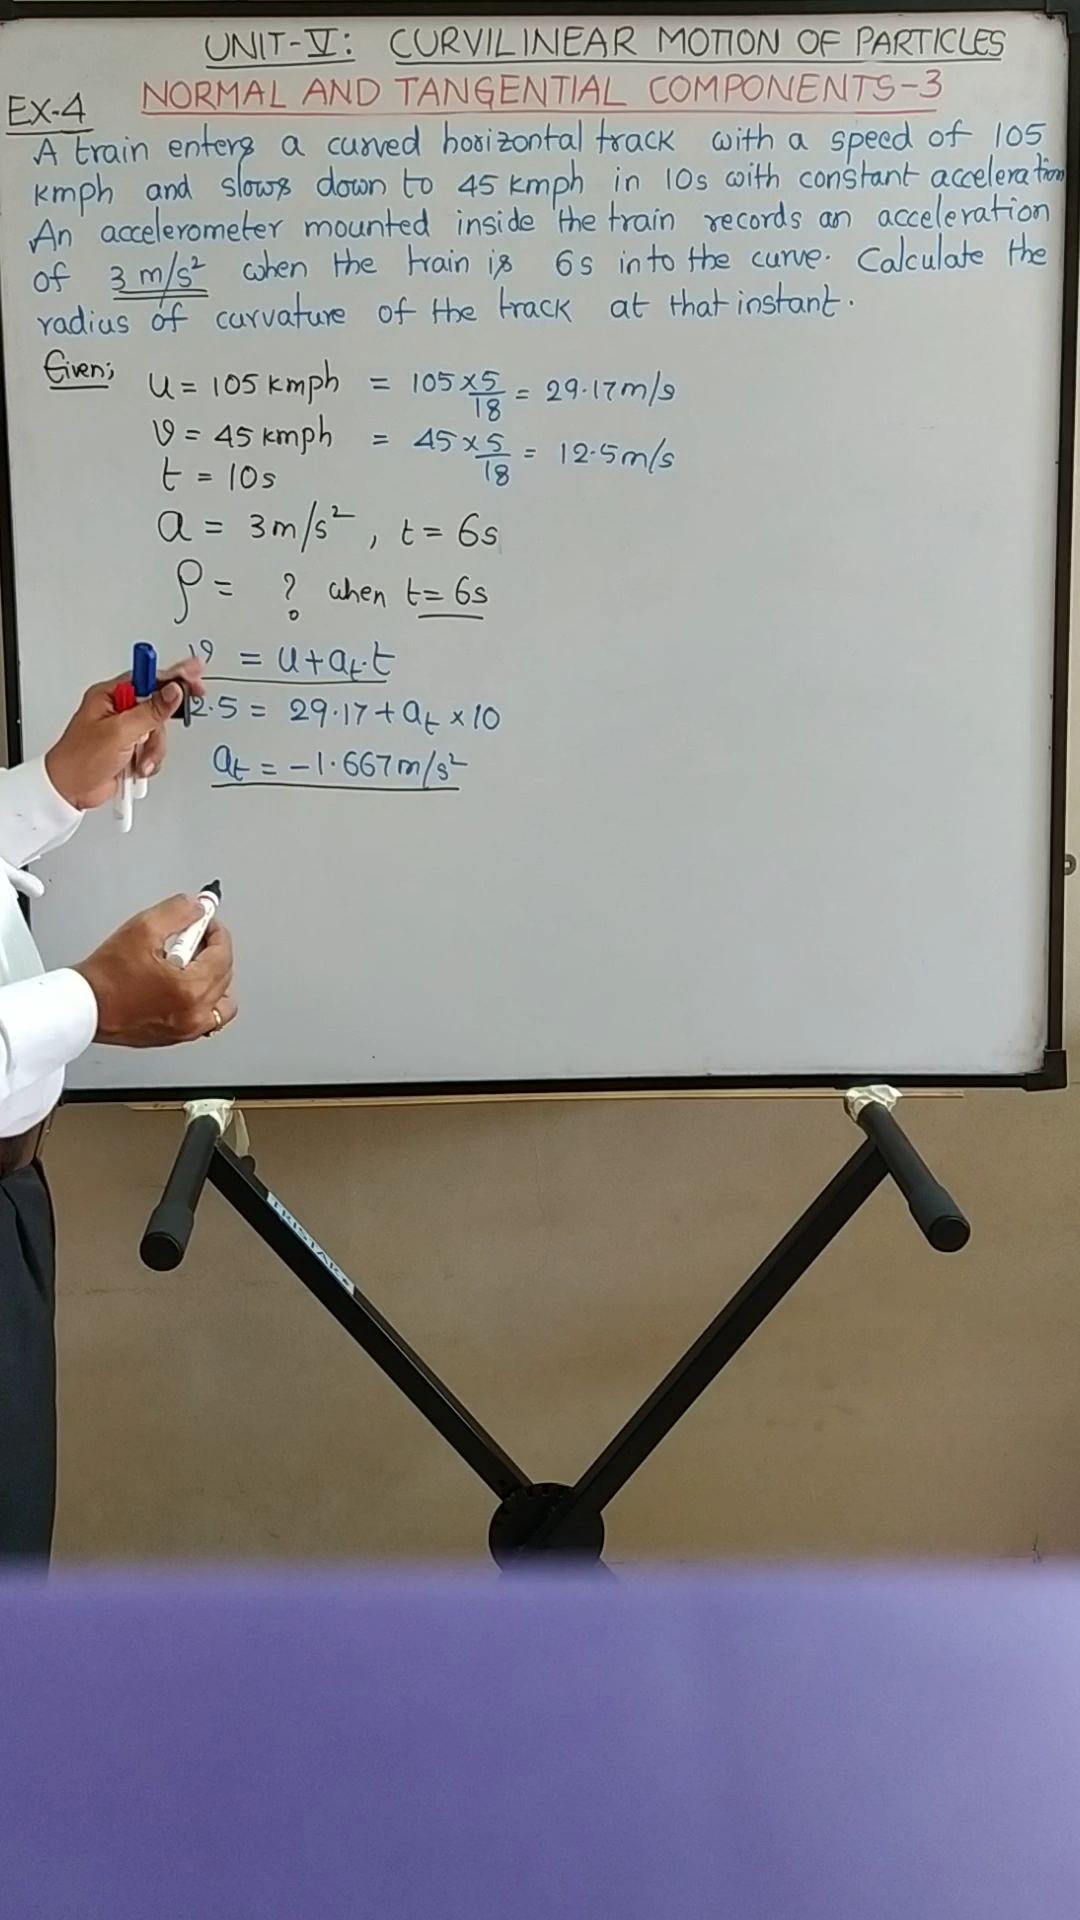 UNIT-V: CURVILINEAR MOTION OF PARTICLES
NORMAL AND TANGENTIAL COMPONENTS-3
EX-4
A train enters a curved horizontal track with a speed of 105
kmph and slows down to 45 kmph in 10s with constant acceleration
An accelerometer mounted inside the train records an acceleration
of 3 m/s² when the train is 6s into the curve. Calculate the
radius of curvature of the track at that instant.
Given;
u = 105 kmph = 105 × 5/18 = 29.17 m/s
v = 45 kmph = 45 × 5/18 = 12.5 m/s
t = 10s
a = 3 m/s², t = 6s
ρ = ? when t = 6s
v = u + at.t
2.5 = 29.17 + at × 10
at = -1.667 m/s²
TRISTAR